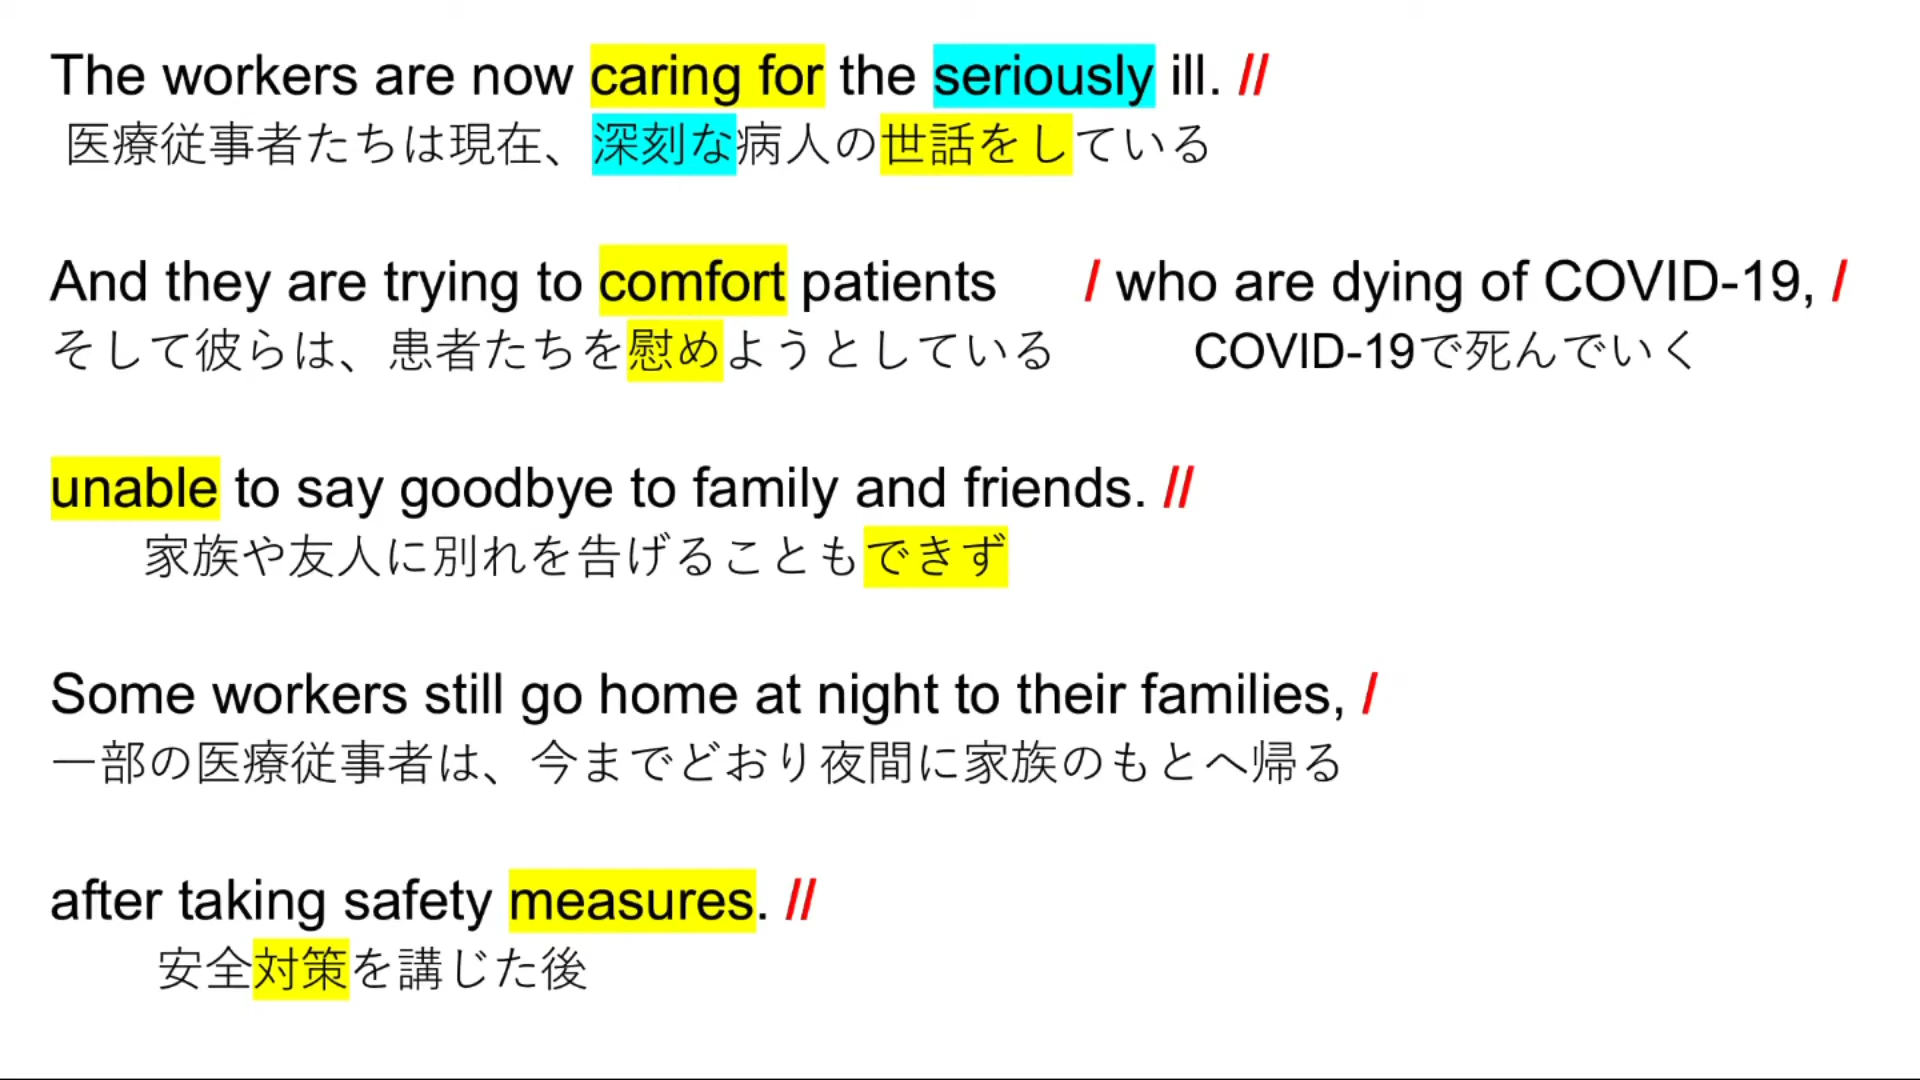 The workers are now caring for the seriously ill. //
医療従事者たちは現在、深刻な病人の世話をしている
And they are trying to comfort patients / who are dying of COVID-19, /
そして彼らは、患者たちを慰めようとしている COVID-19で死んでいく
unable to say goodbye to family and friends. //
家族や友人に別れを告げることもできず
Some workers still go home at night to their families, /
一部の医療従事者は、今までどおり夜間に家族のもとへ帰る
after taking safety measures. //
安全対策を講じた後